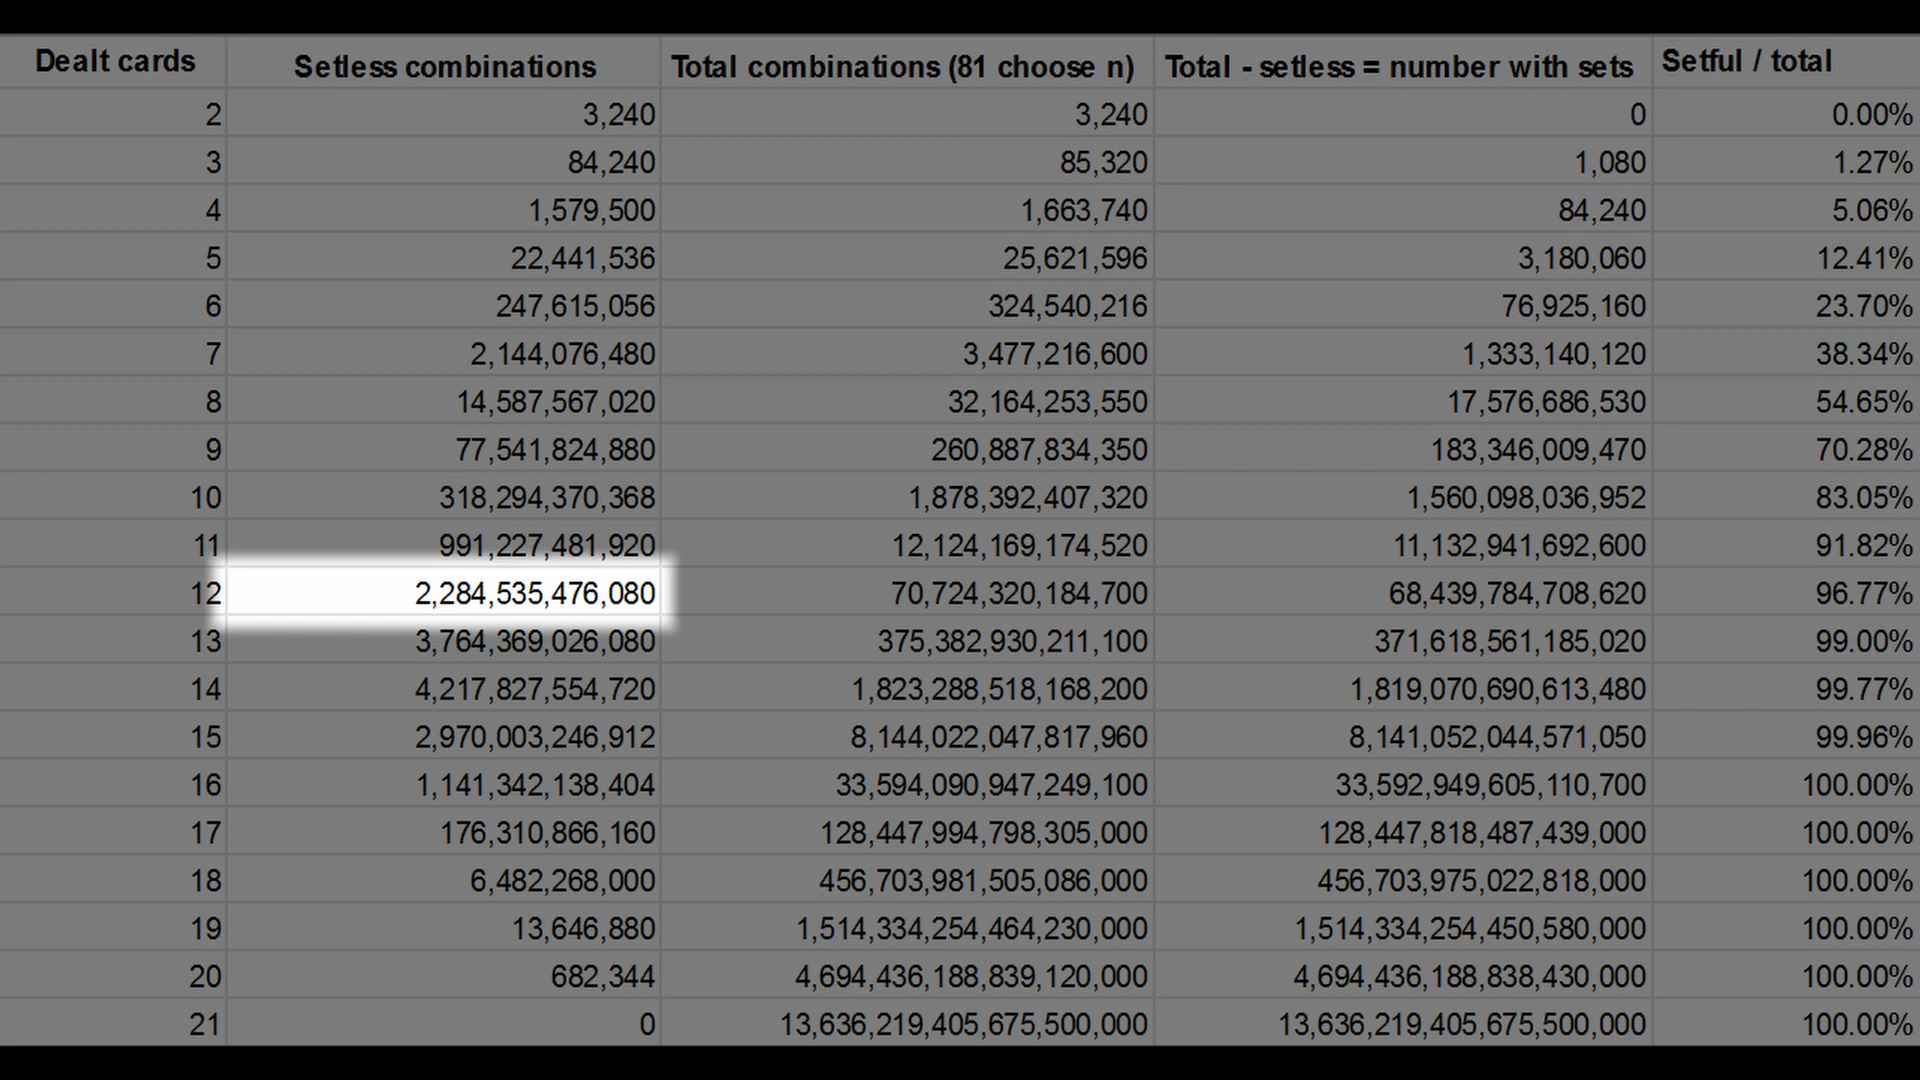 Dealt cards Setless combinations Total combinations (81 choose n) Total - setless = number with sets Setful / total
2 3,240 3,240 0 0.00%
3 84,240 85,320 1,080 1.27%
4 1,579,500 1,663,740 84,240 5.06%
5 22,441,536 25,621,596 3,180,060 12.41%
6 247,615,056 324,540,216 76,925,160 23.70%
7 2,144,076,480 3,477,216,600 1,333,140,120 38.34%
8 14,587,567,020 32,164,253,550 17,576,686,530 54.65%
9 77,541,824,880 260,887,834,350 183,346,009,470 70.28%
10 318,294,370,368 1,878,392,407,320 1,560,098,036,952 83.05%
11 991,227,481,920 12,124,169,174,520 11,132,941,692,600 91.82%
12 2,284,535,476,080 70,724,320,184,700 68,439,784,708,620 96.77%
13 3,764,369,026,080 375,382,930,211,100 371,618,561,185,020 99.00%
14 4,217,827,554,720 1,823,288,518,168,200 1,819,070,690,613,480 99.77%
15 2,970,003,246,912 8,144,022,047,817,960 8,141,052,044,571,050 99.96%
16 1,141,342,138,404 33,594,090,947,249,100 33,592,949,605,110,700 100.00%
17 176,310,866,160 128,447,994,798,305,000 128,447,818,487,439,000 100.00%
18 6,482,268,000 456,703,981,505,086,000 456,703,975,022,818,000 100.00%
19 13,646,880 1,514,334,254,464,230,000 1,514,334,254,450,580,000 100.00%
20 682,344 4,694,436,188,839,120,000 4,694,436,188,838,430,000 100.00%
21 0 13,636,219,405,675,500,000 13,636,219,405,675,500,000 100.00%